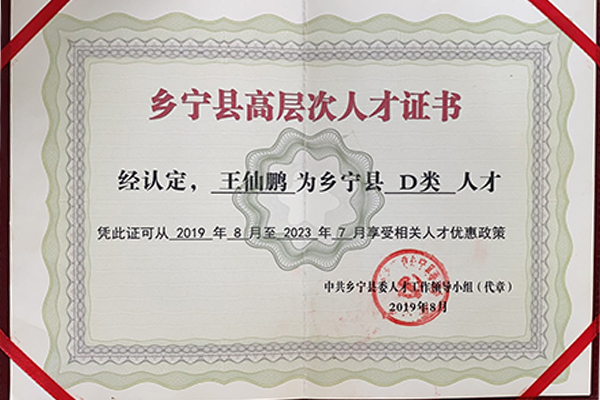 乡宁县高层次人才证书
经认定，王仙鹏为乡宁县 D类 人才
凭此证可从 2019 年 8 月至 2023 年 7 月享受相关人才优惠政策
中共乡宁县委人才工作领导小组（代章）
2019年8月